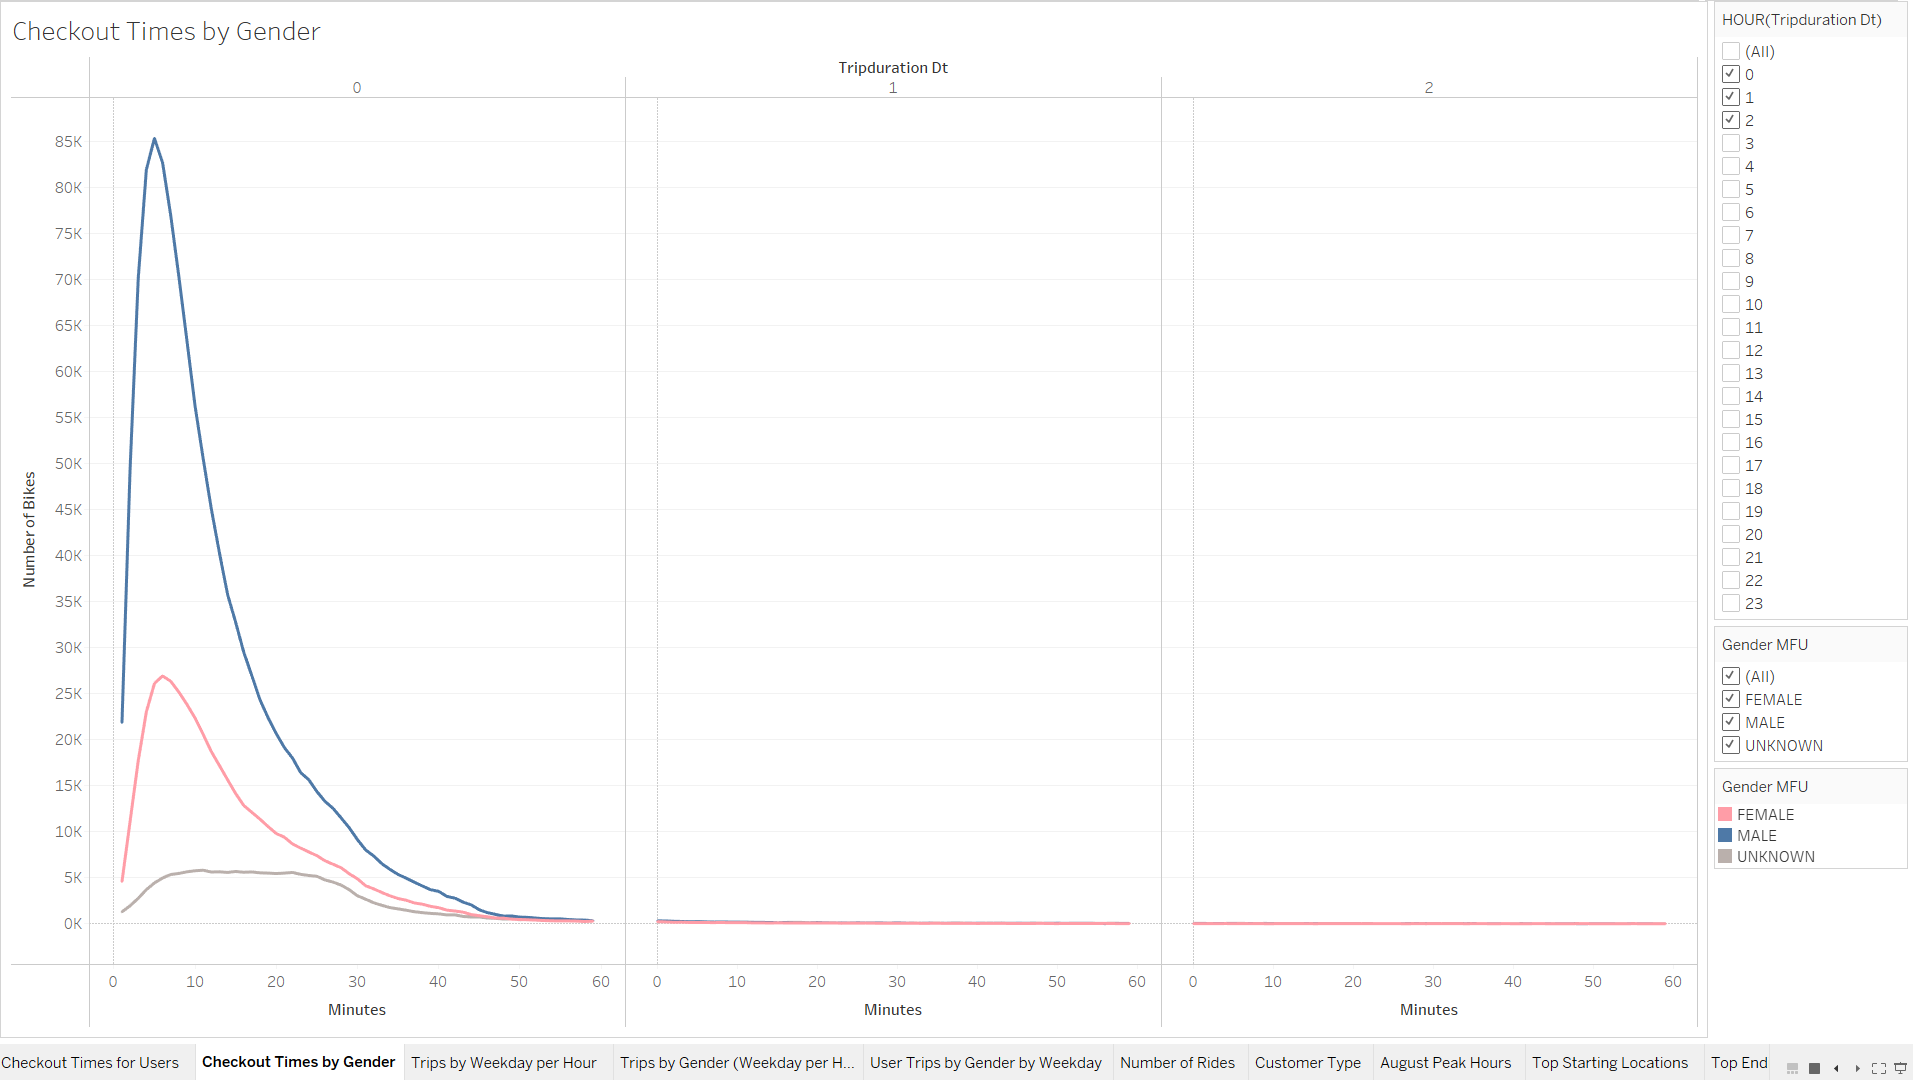 Checkout Times by Gender
Tripduration Dt
0 1 2
Number of Bikes
85K
80K
75K
70K
65K
60K
55K
50K
45K
40K
35K
30K
25K
20K
15K
10K
5K
0K
0 10 20 30 40 50 60 0 10 20 30 40 50 60 0 10 20 30 40 50 60
Minutes Minutes Minutes
HOUR(Tripduration Dt)
(All)
0
1
2
3
4
5
6
7
8
9
10
11
12
13
14
15
16
17
18
19
20
21
22
23
Gender MFU
(All)
FEMALE
MALE
UNKNOWN
Gender MFU
FEMALE
MALE
UNKNOWN
Checkout Times for Users Checkout Times by Gender Trips by Weekday per Hour Trips by Gender (Weekday per H... User Trips by Gender by Weekday Number of Rides Customer Type August Peak Hours Top Starting Locations Top End